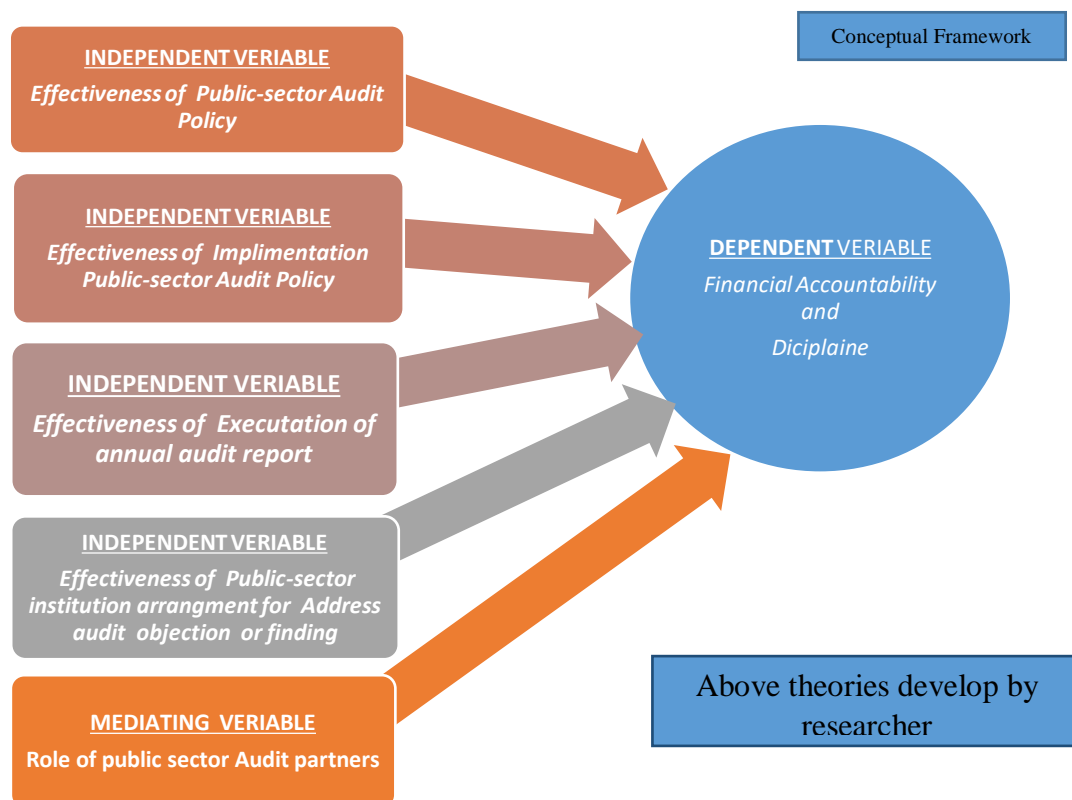 Conceptual Framework
INDEPENDENT VERIABLE
Effectiveness of Public-sector Audit
Policy
INDEPENDENT VERIABLE
Effectiveness of Implimentation
Public-sector Audit Policy
INDEPENDENT VERIABLE
Effectiveness of Executation of
annual audit report
INDEPENDENT VERIABLE
Effectiveness of Public-sector
institution arrangment for Address
audit objection or finding
MEDIATING VERIABLE
Role of public sector Audit partners
DEPENDENT VERIABLE
Financial Accountability
and
Diciplaine
Above theories develop by
researcher